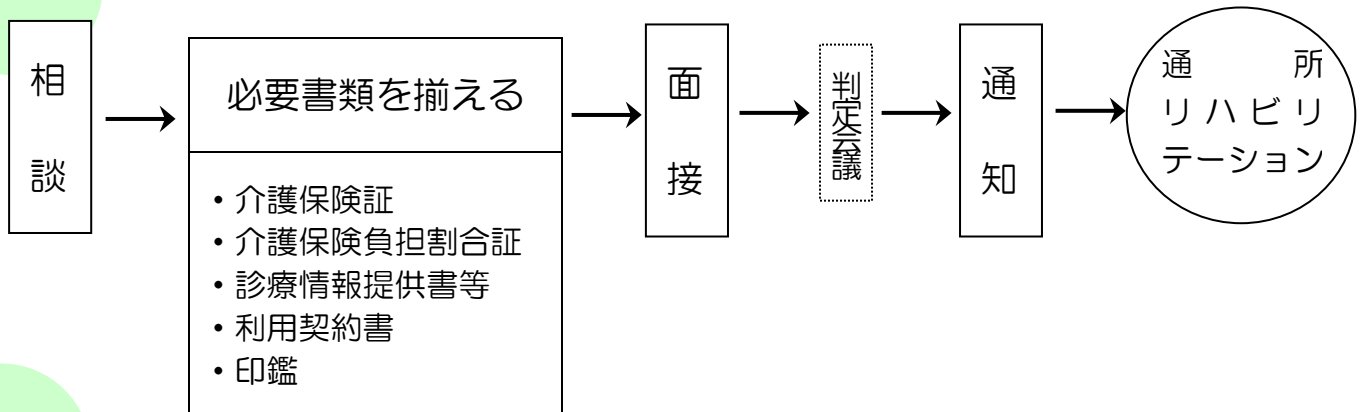 相談
必要書類を揃える
・介護保険証
・介護保険負担割合証
・診療情報提供書等
・利用契約書
・印鑑
面接
判定会議
通知
通所
リハビリ
テーション